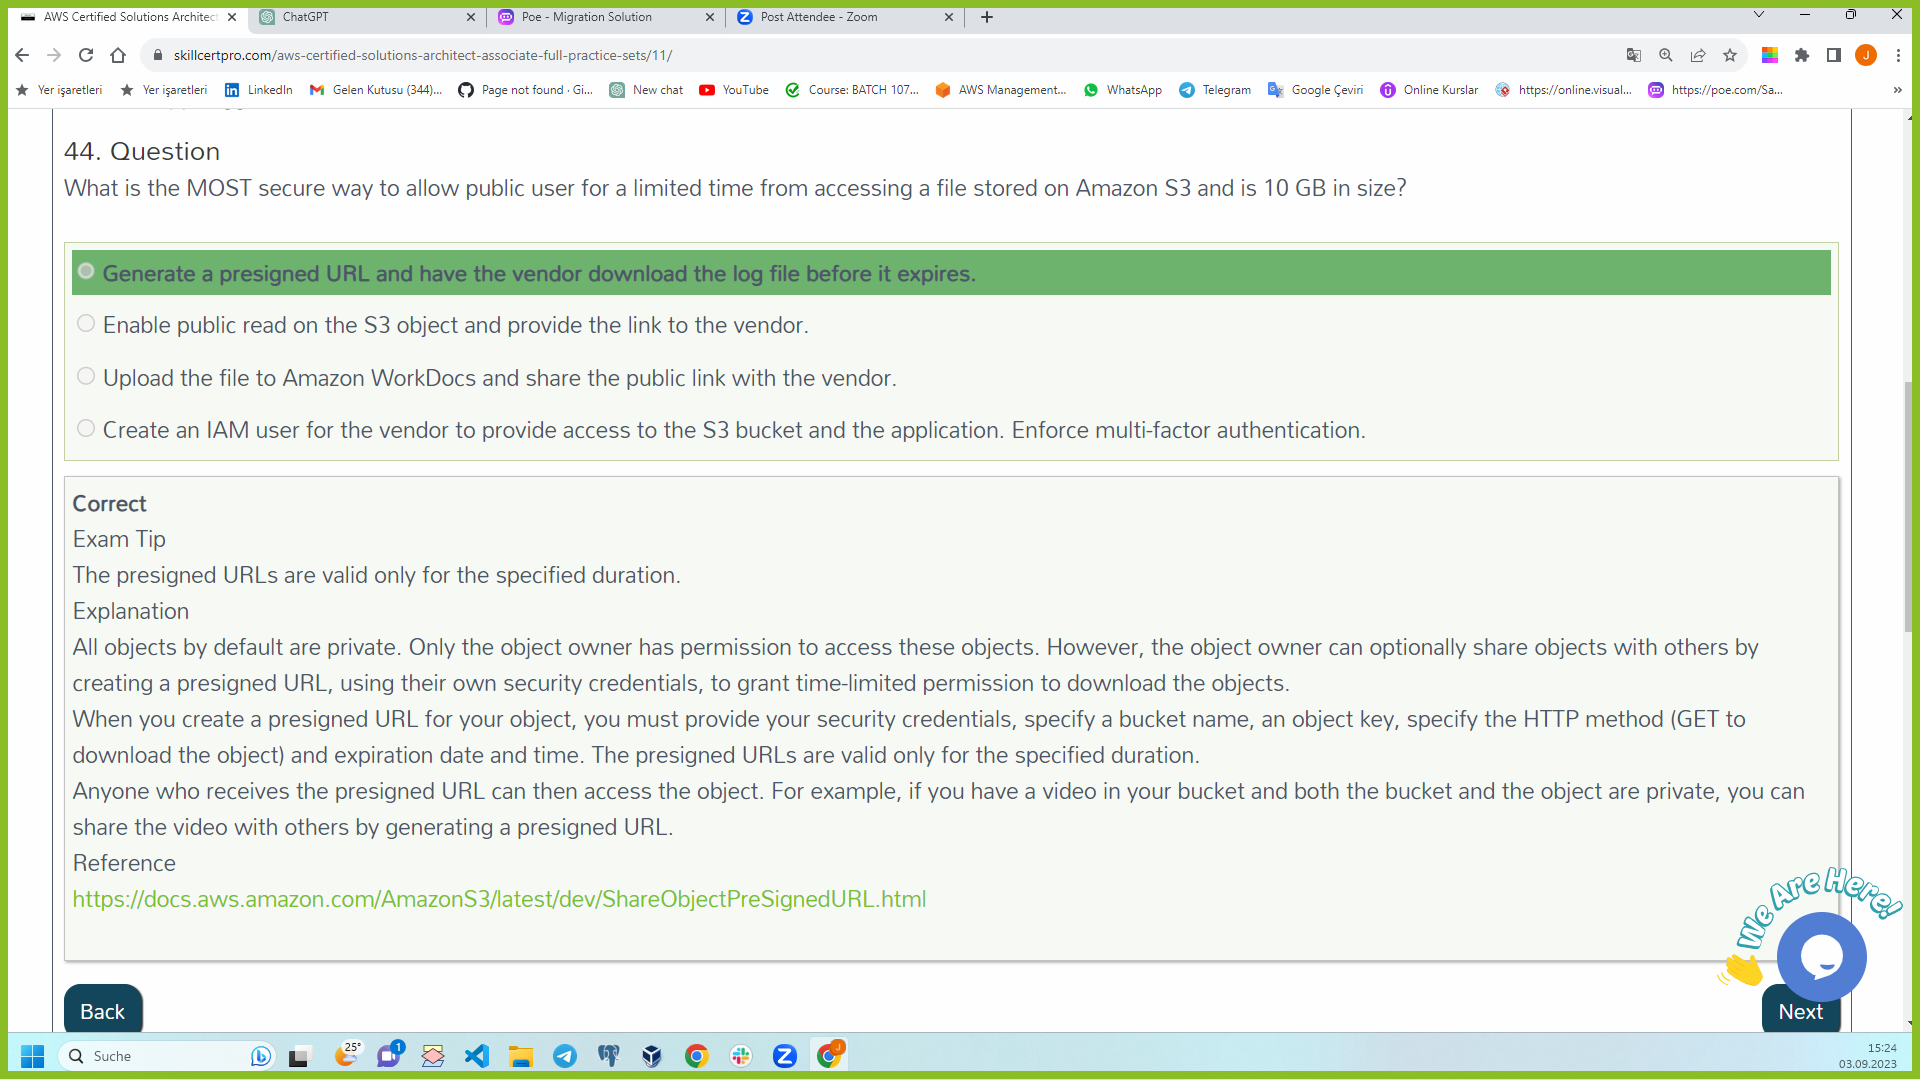 AWS Certified Solutions Architect
ChatGPT
Poe - Migration Solution
Post Attendee - Zoom
skillcertpro.com/aws-certified-solutions-architect-associate-full-practice-sets/11/
J
Yer işaretleri
Yer işaretleri
LinkedIn
Gelen Kutusu (344)...
Page not found · Gi...
New chat
YouTube
Course: BATCH 107...
AWS Management...
WhatsApp
Telegram
Google Çeviri
Online Kurslar
https://online.visual...
https://poe.com/Sa...
44. Question
What is the MOST secure way to allow public user for a limited time from accessing a file stored on Amazon S3 and is 10 GB in size?
Generate a presigned URL and have the vendor download the log file before it expires.
Enable public read on the S3 object and provide the link to the vendor.
Upload the file to Amazon WorkDocs and share the public link with the vendor.
Create an IAM user for the vendor to provide access to the S3 bucket and the application. Enforce multi-factor authentication.
Correct
Exam Tip
The presigned URLs are valid only for the specified duration.
Explanation
All objects by default are private. Only the object owner has permission to access these objects. However, the object owner can optionally share objects with others by
creating a presigned URL, using their own security credentials, to grant time-limited permission to download the objects.
When you create a presigned URL for your object, you must provide your security credentials, specify a bucket name, an object key, specify the HTTP method (GET to
download the object) and expiration date and time. The presigned URLs are valid only for the specified duration.
Anyone who receives the presigned URL can then access the object. For example, if you have a video in your bucket and both the bucket and the object are private, you can
share the video with others by generating a presigned URL.
Reference
https://docs.aws.amazon.com/AmazonS3/latest/dev/ShareObjectPreSignedURL.html
We Are Here!
Back
Next
Suche
25°
1
J
15:24
03.09.2023